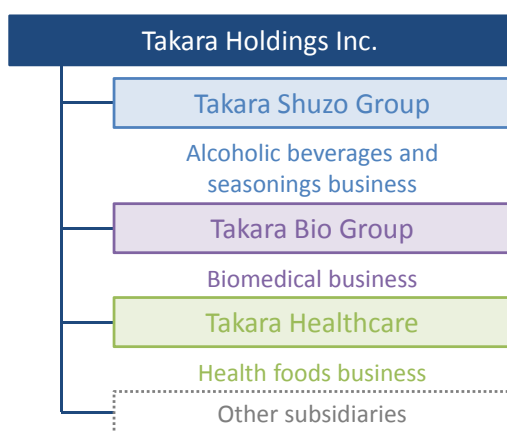 Takara Holdings Inc.
Takara Shuzo Group
Alcoholic beverages and
seasonings business
Takara Bio Group
Biomedical business
Takara Healthcare
Health foods business
Other subsidiaries